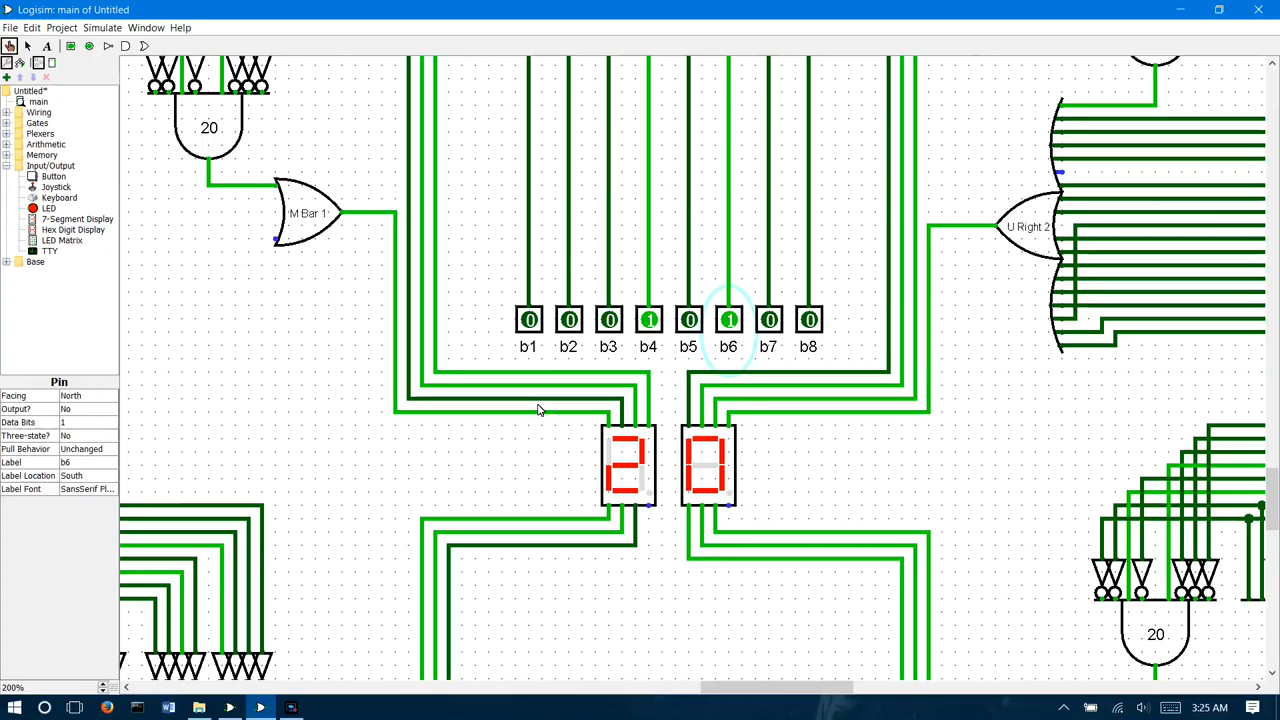 Logisim: main of Untitled
File Edit Project Simulate Window Help
A
Untitled*
main
Wiring
Gates
Plexers
Arithmetic
Memory
Input/Output
Button
Joystick
Keyboard
LED
7-Segment Display
Hex Digit Display
LED Matrix
TTY
Base
Pin
Facing North
Output? No
Data Bits 1
Three-state? No
Pull Behavior Unchanged
Label b6
Label Location South
Label Font SansSerif Pl...
200%
20
M Bar 1
U Right 2
0 0 0 1 0 1 0 0
b1 b2 b3 b4 b5 b6 b7 b8
20
20
3:25 AM